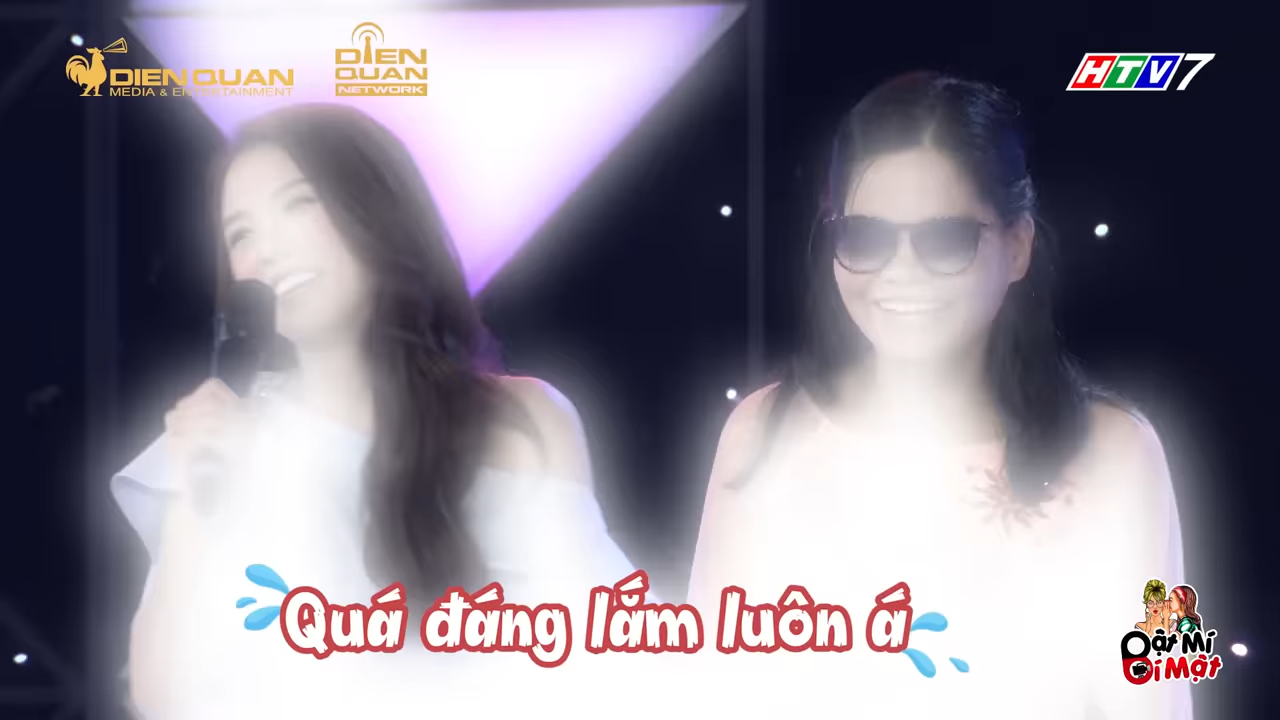 DIEN QUAN
MEDIA & ENTERTAINMENT
DIEN
QUAN
NETWORK
HTV7
Quá đáng lắm luôn á
Bật Mí
Bí Mật